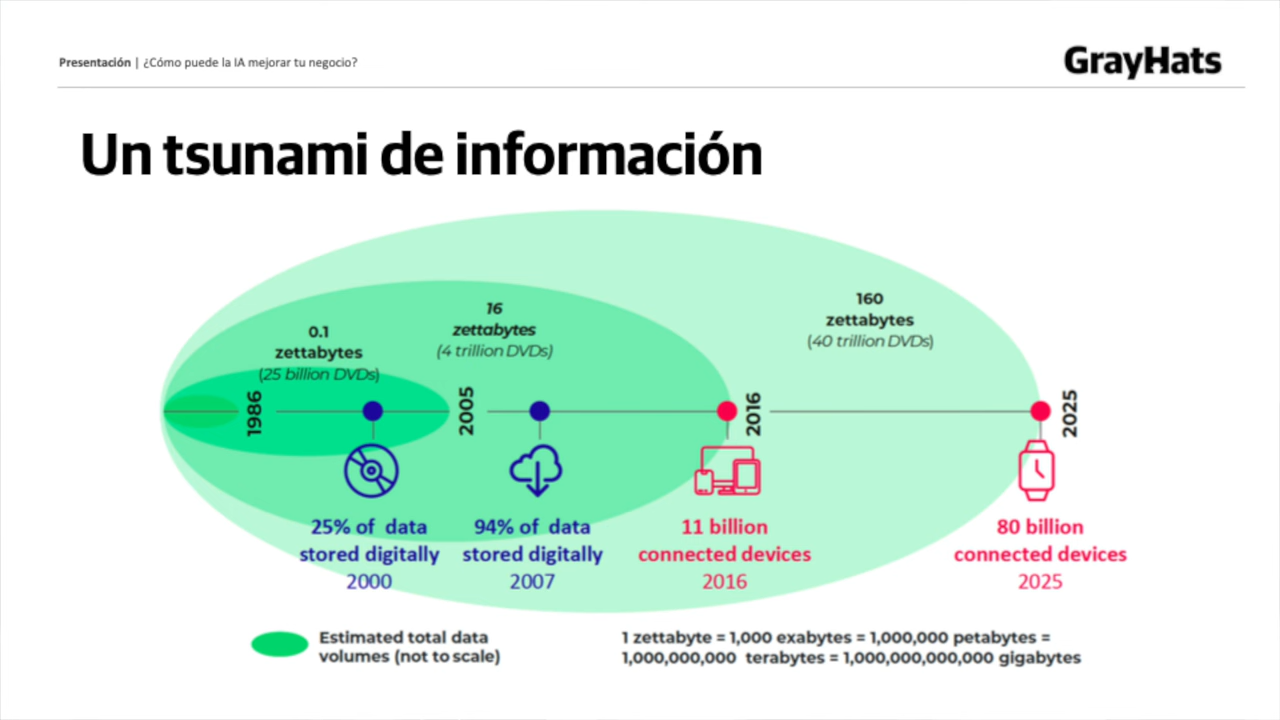 Presentación | ¿Cómo puede la IA mejorar tu negocio?
GrayHats
Un tsunami de información
0.1
zettabytes
(25 billion DVDs)
16
zettabytes
(4 trillion DVDs)
160
zettabytes
(40 trillion DVDs)
1986
2005
2016
2025
25% of data
stored digitally
2000
94% of data
stored digitally
2007
11 billion
connected devices
2016
80 billion
connected devices
2025
Estimated total data
volumes (not to scale)
1 zettabyte = 1,000 exabytes = 1,000,000 petabytes =
1,000,000,000 terabytes = 1,000,000,000,000 gigabytes